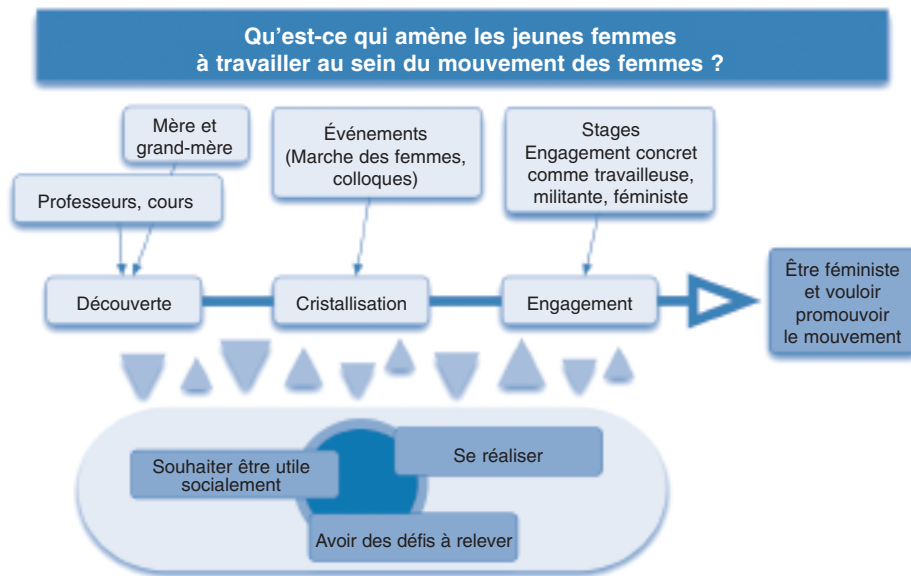 Qu'est-ce qui amène les jeunes femmes
à travailler au sein du mouvement des femmes ?
Mère et
grand-mère
Professeurs, cours
Événements
(Marche des femmes,
colloques)
Stages
Engagement concret
comme travailleuse,
militante, féministe
Découverte
Cristallisation
Engagement
Être féministe
et vouloir
promouvoir
le mouvement
Souhaiter être utile
socialement
Se réaliser
Avoir des défis à relever